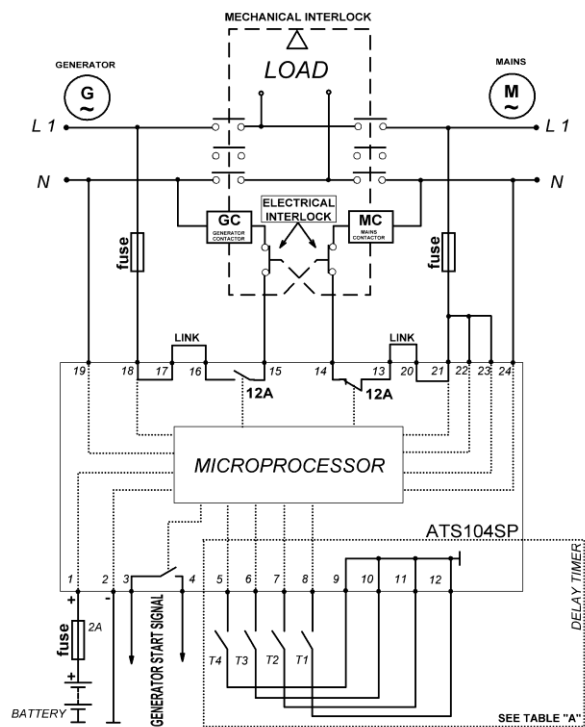 MECHANICAL INTERLOCK
GENERATOR
LOAD
MAINS
G
~
M
~
L 1
L 1
N
N
ELECTRICAL
INTERLOCK
GC
GENERATOR
CONTACTOR
MC
MAINS
CONTACTOR
fuse
fuse
LINK
LINK
19
18
17
16
15
14
13
20
21
22
23
24
12A
12A
MICROPROCESSOR
ATS104SP
1
2
3
4
5
6
7
8
9
10
11
12
+
-
fuse
2A
GENERATOR START SIGNAL
T4
T3
T2
T1
DELAY TIMER
+
BATTERY
SEE TABLE "A"